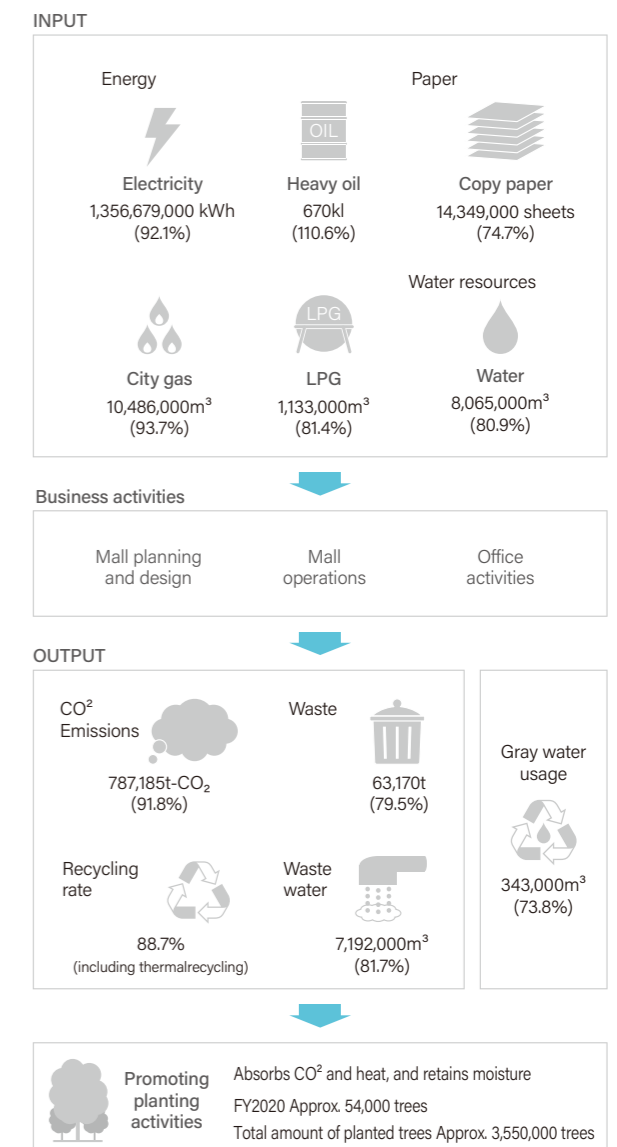 INPUT
Energy
Paper
OIL
Electricity
1,356,679,000 kWh
(92.1%)
Heavy oil
670kl
(110.6%)
Copy paper
14,349,000 sheets
(74.7%)
Water resources
LPG
City gas
10,486,000m³
(93.7%)
LPG
1,133,000m³
(81.4%)
Water
8,065,000m³
(80.9%)
Business activities
Mall planning
and design
Mall
operations
Office
activities
OUTPUT
CO²
Emissions
787,185t-CO₂
(91.8%)
Waste
63,170t
(79.5%)
Recycling
rate
88.7%
(including thermalrecycling)
Waste
water
7,192,000m³
(81.7%)
Gray water
usage
343,000m³
(73.8%)
Promoting
planting
activities
Absorbs CO² and heat, and retains moisture
FY2020 Approx. 54,000 trees
Total amount of planted trees Approx. 3,550,000 trees